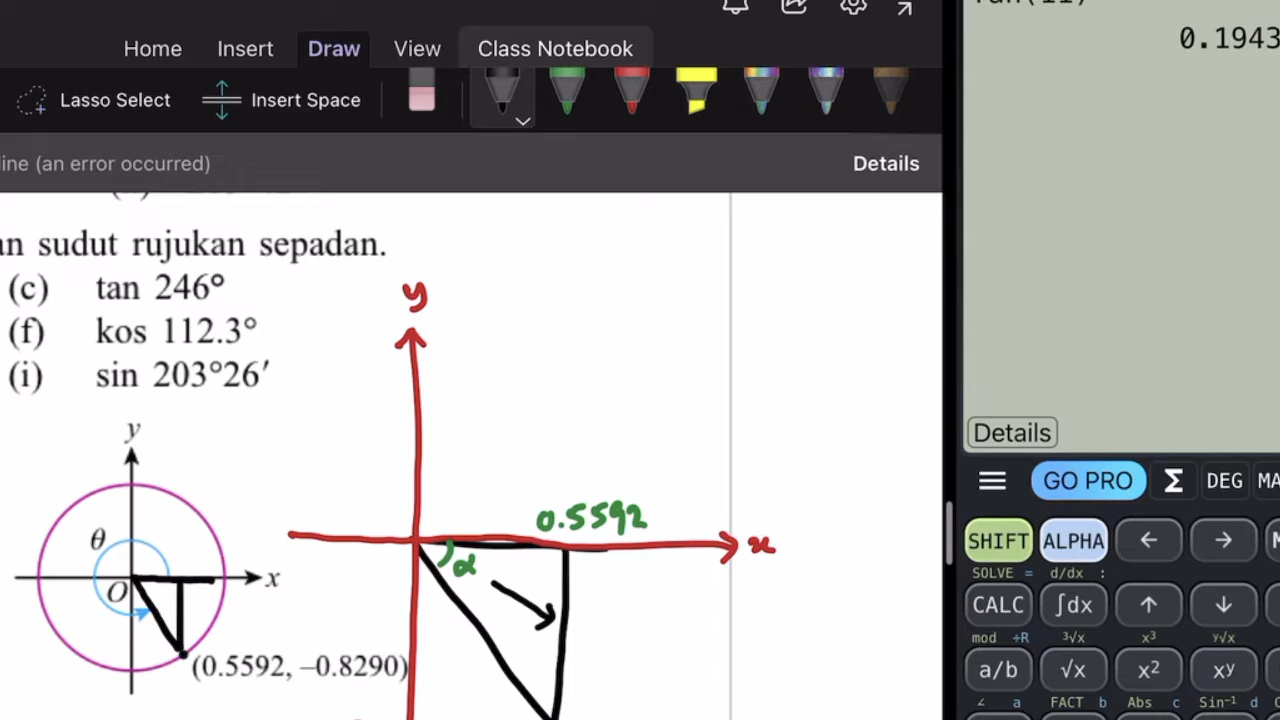 Home Insert Draw View Class Notebook
Lasso Select Insert Space
ine (an error occurred) Details
an sudut rujukan sepadan.
(c) tan 246°
(f) kos 112.3°
(i) sin 203°26′
y
θ
O
x
(0.5592, –0.8290)
y
0.5592
x
α
0.1943
Details
GO PRO Σ DEG MA
SHIFT ALPHA ← →
SOLVE = d/dx :
CALC ∫dx ↑ ↓
mod ÷R ³√x x³ ʸ√x
a/b √x x² xʸ
∠ a FACT b Abs c Sin⁻¹ d